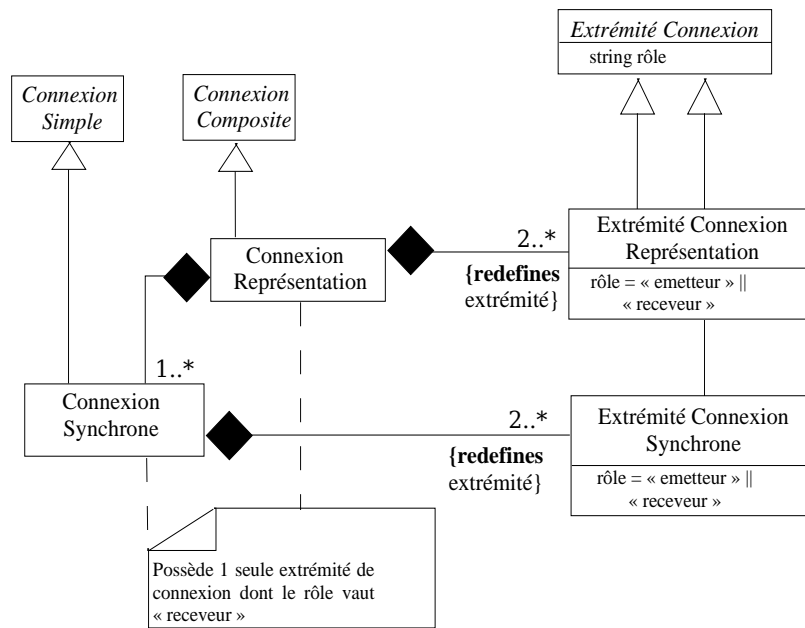 Extrémité Connexion
string rôle
Connexion
Simple
Connexion
Composite
Connexion
Représentation
2..*
{redefines
extrémité}
Extrémité Connexion
Représentation
rôle = « emetteur » ||
« receveur »
1..*
Connexion
Synchrone
2..*
{redefines
extrémité}
Extrémité Connexion
Synchrone
rôle = « emetteur » ||
« receveur »
Possède 1 seule extrémité de
connexion dont le rôle vaut
« receveur »